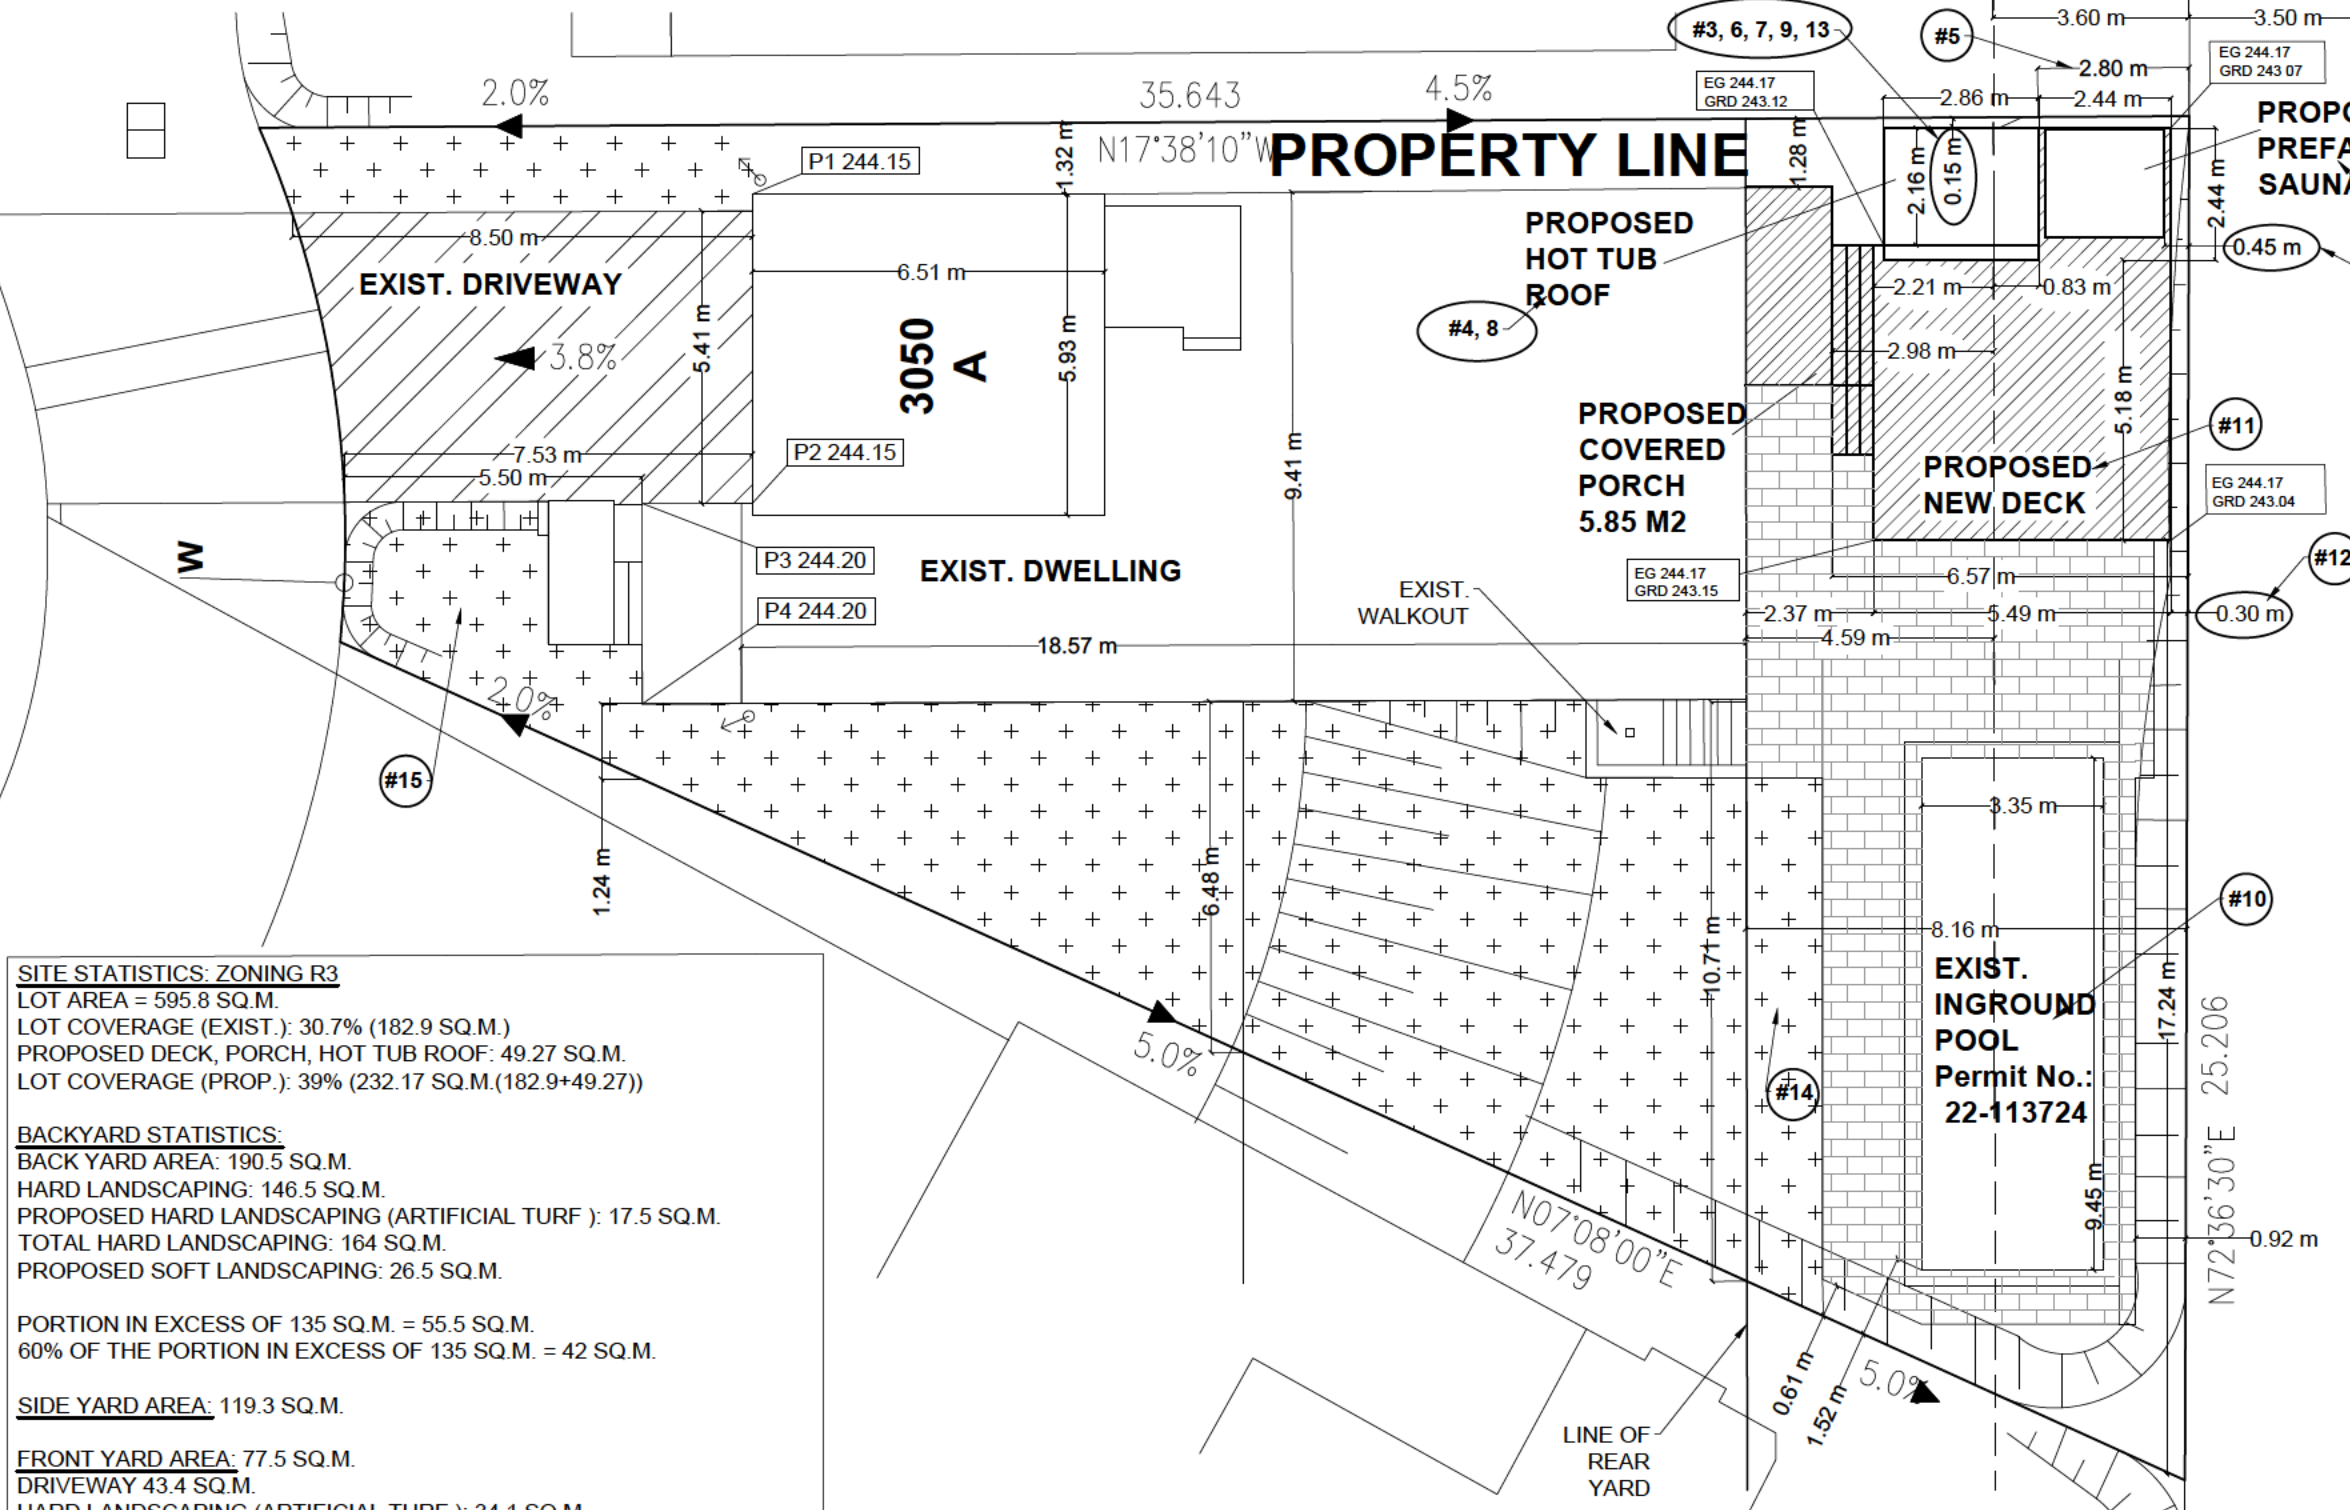 #3, 6, 7, 9, 13
#5
3.60 m
3.50 m
2.80 m
EG 244.17
GRD 243 07
EG 244.17
GRD 243.12
2.86 m
2.44 m
2.0%
35.643
4.5%
N17°38'10"W
PROPERTY LINE
1.32 m
1.28 m
2.16 m
0.15 m
2.44 m
SAUNA
0.45 m
P1 244.15
8.50 m
EXIST. DRIVEWAY
6.51 m
5.41 m
5.93 m
3050
A
3.8%
PROPOSED
HOT TUB
ROOF
#4, 8
2.21 m
0.83 m
2.98 m
5.18 m
#11
PROPOSED
COVERED
PORCH
5.85 M2
PROPOSED
NEW DECK
9.41 m
7.53 m
5.50 m
P2 244.15
EG 244.17
GRD 243.04
W
P3 244.20
EXIST. DWELLING
P4 244.20
EXIST.
WALKOUT
EG 244.17
GRD 243.15
#12
6.57 m
2.37 m
5.49 m
0.30 m
4.59 m
18.57 m
2.0%
#15
1.24 m
6.48 m
10.71 m
3.35 m
#10
8.16 m
EXIST.
INGROUND
POOL
Permit No.:
22-113724
17.24 m
9.45 m
N72°36'30"E 25.206
0.92 m
#14
5.0%
N07°08'00"E
37.479
0.61 m
1.52 m
5.0%
LINE OF
REAR
YARD
SITE STATISTICS: ZONING R3
LOT AREA = 595.8 SQ.M.
LOT COVERAGE (EXIST.): 30.7% (182.9 SQ.M.)
PROPOSED DECK, PORCH, HOT TUB ROOF: 49.27 SQ.M.
LOT COVERAGE (PROP.): 39% (232.17 SQ.M.(182.9+49.27))
BACKYARD STATISTICS:
BACK YARD AREA: 190.5 SQ.M.
HARD LANDSCAPING: 146.5 SQ.M.
PROPOSED HARD LANDSCAPING (ARTIFICIAL TURF ): 17.5 SQ.M.
TOTAL HARD LANDSCAPING: 164 SQ.M.
PROPOSED SOFT LANDSCAPING: 26.5 SQ.M.
PORTION IN EXCESS OF 135 SQ.M. = 55.5 SQ.M.
60% OF THE PORTION IN EXCESS OF 135 SQ.M. = 42 SQ.M.
SIDE YARD AREA: 119.3 SQ.M.
FRONT YARD AREA: 77.5 SQ.M.
DRIVEWAY 43.4 SQ.M.
HARD LANDSCAPING (ARTIFICIAL TURF ): 34.1 SQ.M.